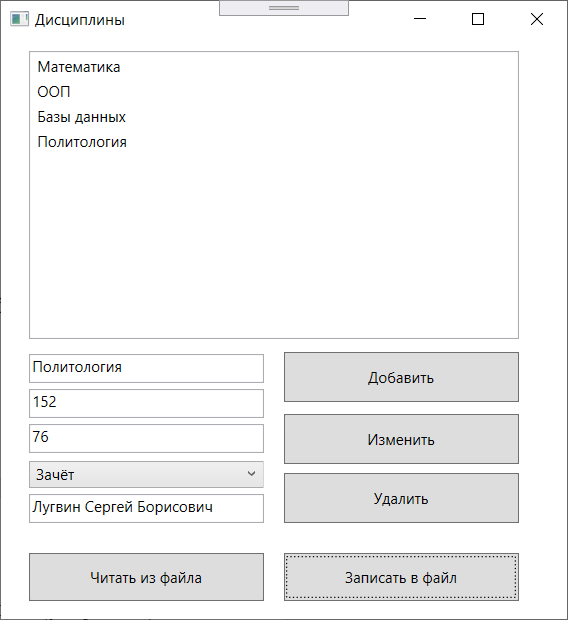 Дисциплины
Математика
ООП
Базы данных
Политология
Политология
152
76
Зачёт
Лугвин Сергей Борисович
Добавить
Изменить
Удалить
Читать из файла
Записать в файл